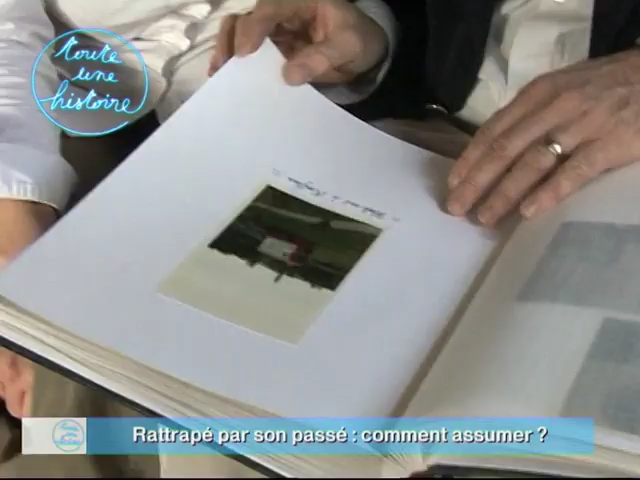 toute
une
histoire
Rattrapé par son passé : comment assumer ?